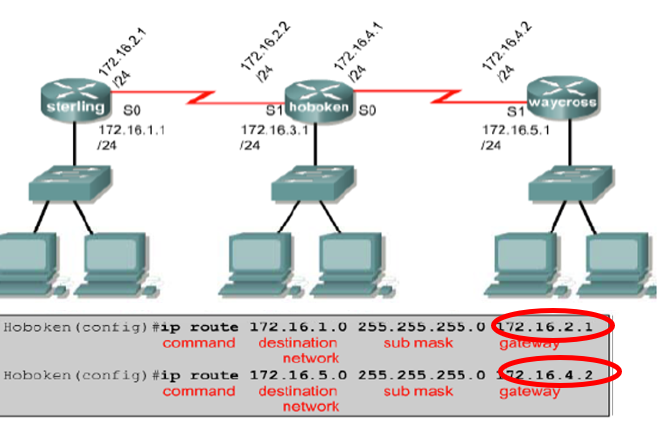 172.16.2.1
/24
172.16.2.2
/24
172.16.4.1
/24
172.16.4.2
/24
sterling
S0
172.16.1.1
/24
S1
hoboken
S0
172.16.3.1
/24
S1
waycross
172.16.5.1
/24
Hoboken(config)#ip route 172.16.1.0 255.255.255.0 172.16.2.1
command destination sub mask gateway
network
Hoboken(config)#ip route 172.16.5.0 255.255.255.0 172.16.4.2
command destination sub mask gateway
network